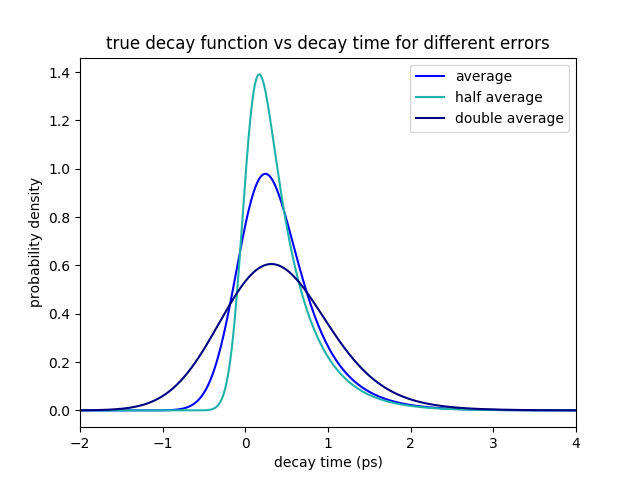 true decay function vs decay time for different errors
average
half average
double average
probability density
1.4
1.2
1.0
0.8
0.6
0.4
0.2
0.0
−2
−1
0
1
2
3
4
decay time (ps)